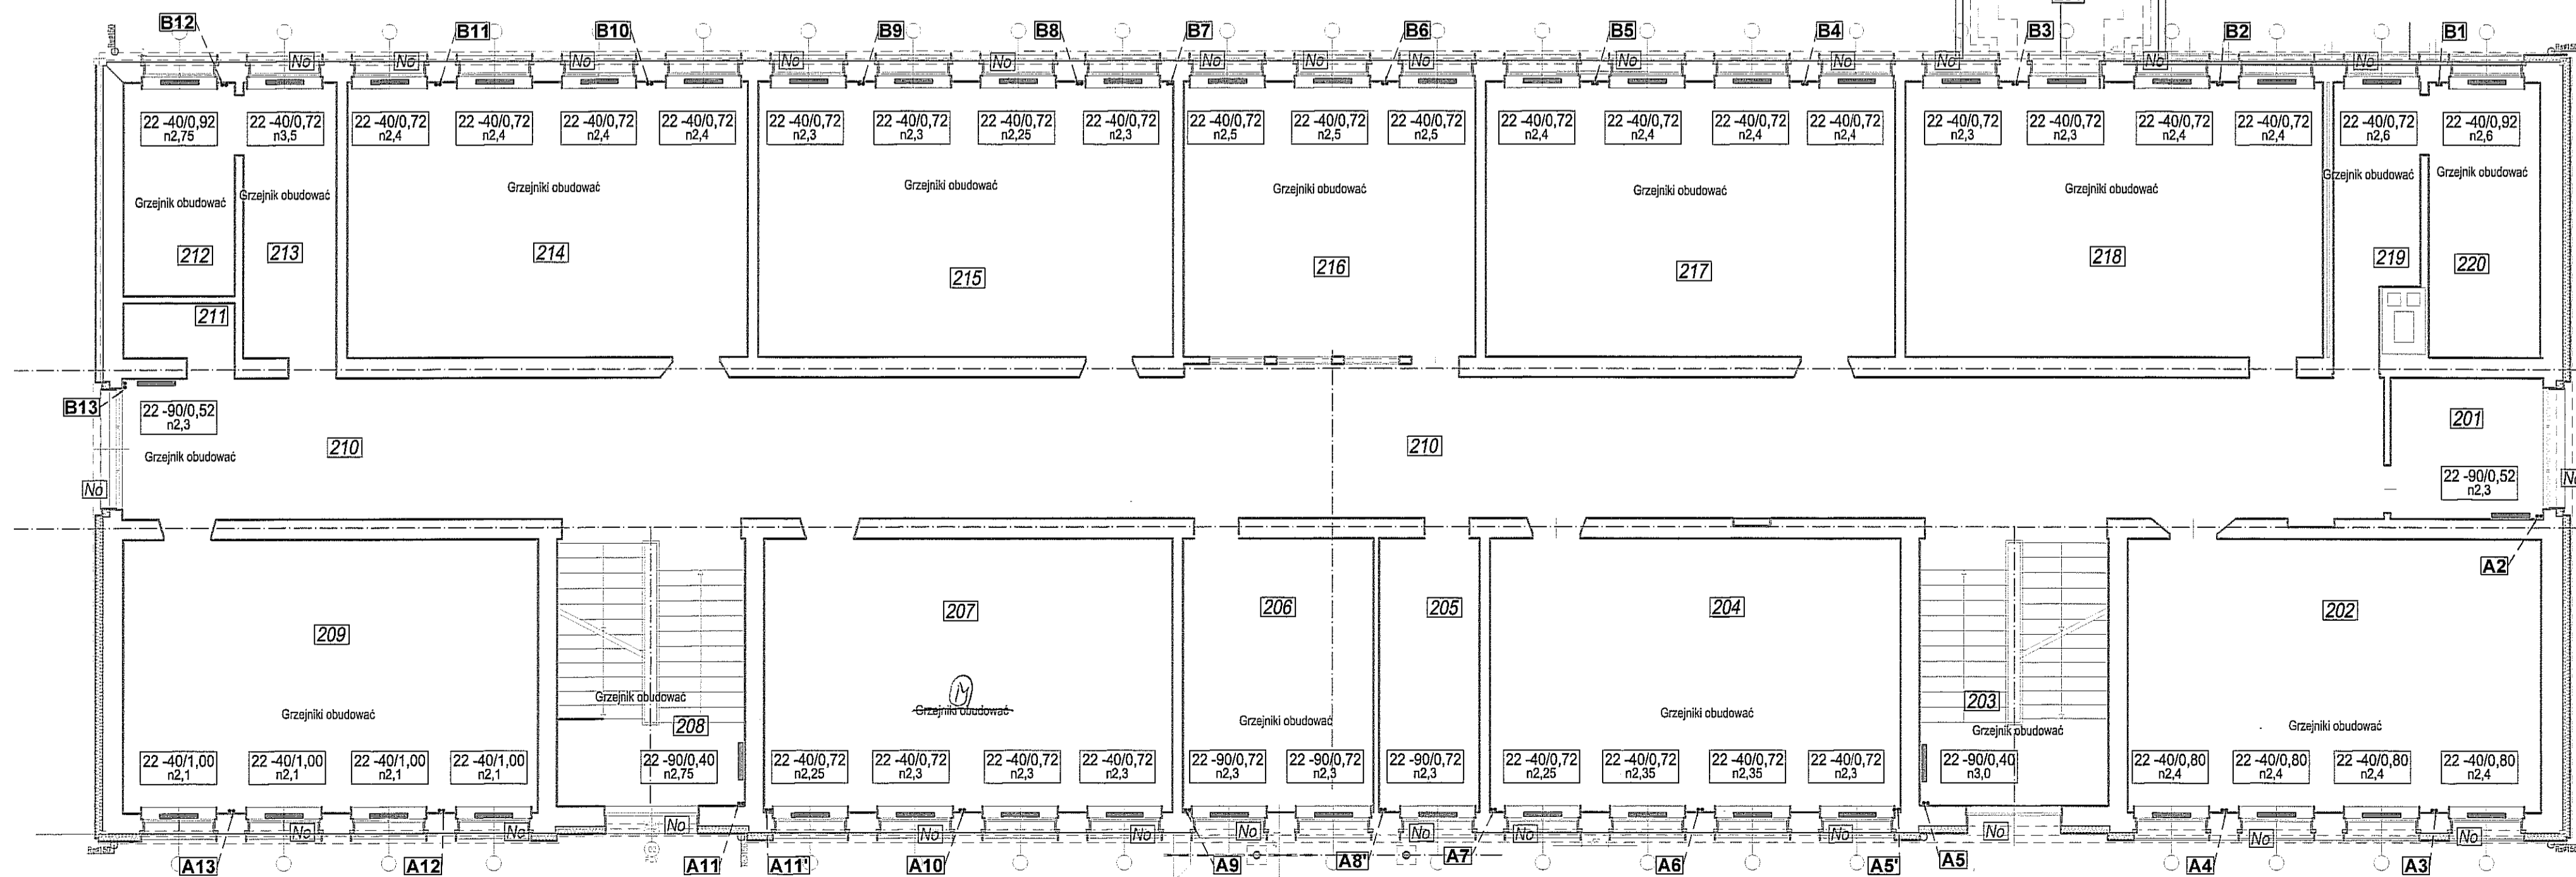 B12
B11
B10
B9
B8
B7
B6
B5
B4
B3
B2
B1
No
No
No
No
No
No
No
No
No
No
No
No
No
22 -40/0,92
n2,75
22 -40/0,72
n3,5
22 -40/0,72
n2,4
22 -40/0,72
n2,4
22 -40/0,72
n2,4
22 -40/0,72
n2,4
22 -40/0,72
n2,3
22 -40/0,72
n2,3
22 -40/0,72
n2,25
22 -40/0,72
n2,3
22 -40/0,72
n2,5
22 -40/0,72
n2,5
22 -40/0,72
n2,5
22 -40/0,72
n2,4
22 -40/0,72
n2,4
22 -40/0,72
n2,4
22 -40/0,72
n2,4
22 -40/0,72
n2,3
22 -40/0,72
n2,3
22 -40/0,72
n2,4
22 -40/0,72
n2,4
22 -40/0,72
n2,6
22 -40/0,92
n2,6
Grzejnik obudować
Grzejnik obudować
Grzejniki obudować
Grzejniki obudować
Grzejniki obudować
Grzejniki obudować
Grzejniki obudować
Grzejnik obudować
Grzejnik obudować
212
213
214
215
216
217
218
219
220
211
B13
22 -90/0,52
n2,3
Grzejnik obudować
210
210
201
22 -90/0,52
n2,3
No
A2
209
207
206
205
204
203
202
208
Grzejniki obudować
Grzejnik obudować
M
Grzejniki obudować
Grzejniki obudować
Grzejniki obudować
Grzejnik obudować
Grzejniki obudować
22 -40/1,00
n2,1
22 -40/1,00
n2,1
22 -40/1,00
n2,1
22 -40/1,00
n2,1
22 -90/0,40
n2,75
22 -40/0,72
n2,25
22 -40/0,72
n2,3
22 -40/0,72
n2,3
22 -40/0,72
n2,3
22 -90/0,72
n2,3
22 -90/0,72
n2,3
22 -90/0,72
n2,3
22 -40/0,72
n2,25
22 -40/0,72
n2,35
22 -40/0,72
n2,35
22 -40/0,72
n2,3
22 -90/0,40
n3,0
22 -40/0,80
n2,4
22 -40/0,80
n2,4
22 -40/0,80
n2,4
22 -40/0,80
n2,4
No
No
No
No
No
No
No
No
No
No
No
No
A13
A12
A11
A11'
A10
A9
A8'
A7
A6
A5'
A5
A4
A3